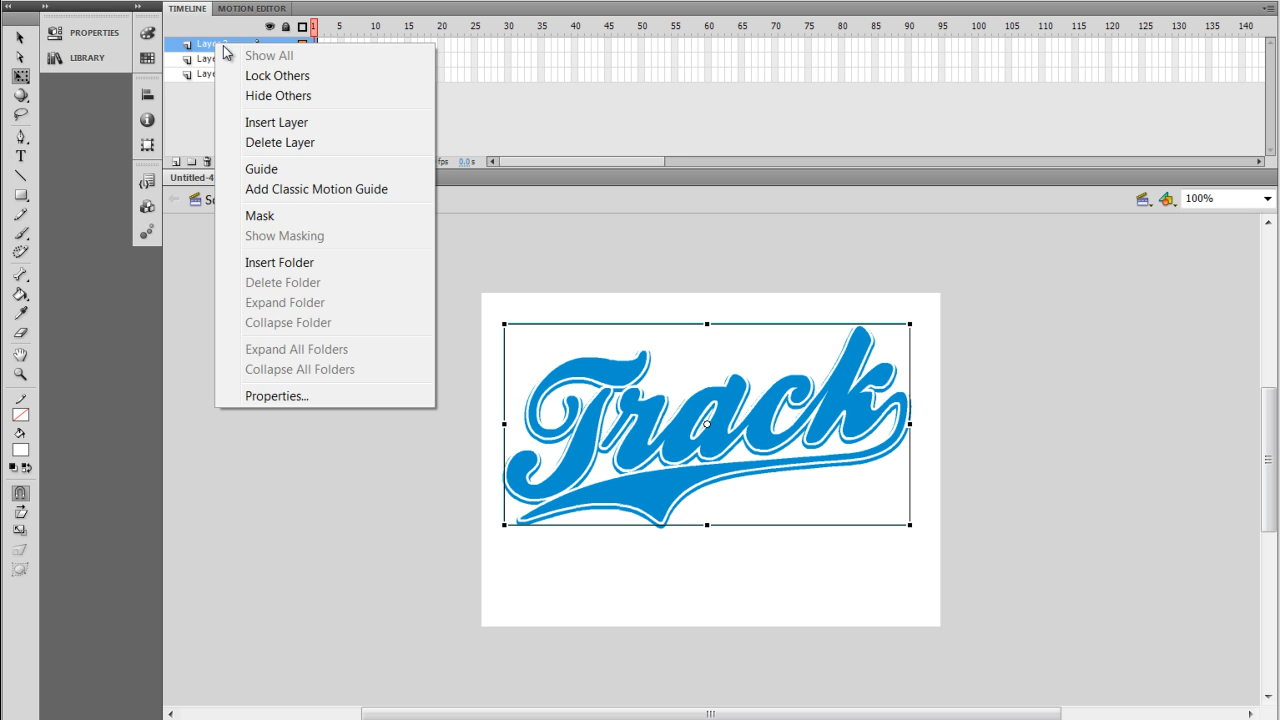 TIMELINE MOTION EDITOR
PROPERTIES
LIBRARY
1 5 10 15 20 25 30 35 40 45 50 55 60 65 70 75 80 85 90 95 100 105 110 115 120 125 130 135 140
Show All
Lock Others
Hide Others
Insert Layer
Delete Layer
fps 0.0 s
Guide
Untitled-4
Add Classic Motion Guide
100%
Mask
Show Masking
Insert Folder
Delete Folder
Expand Folder
Collapse Folder
Expand All Folders
Collapse All Folders
Properties...
Track